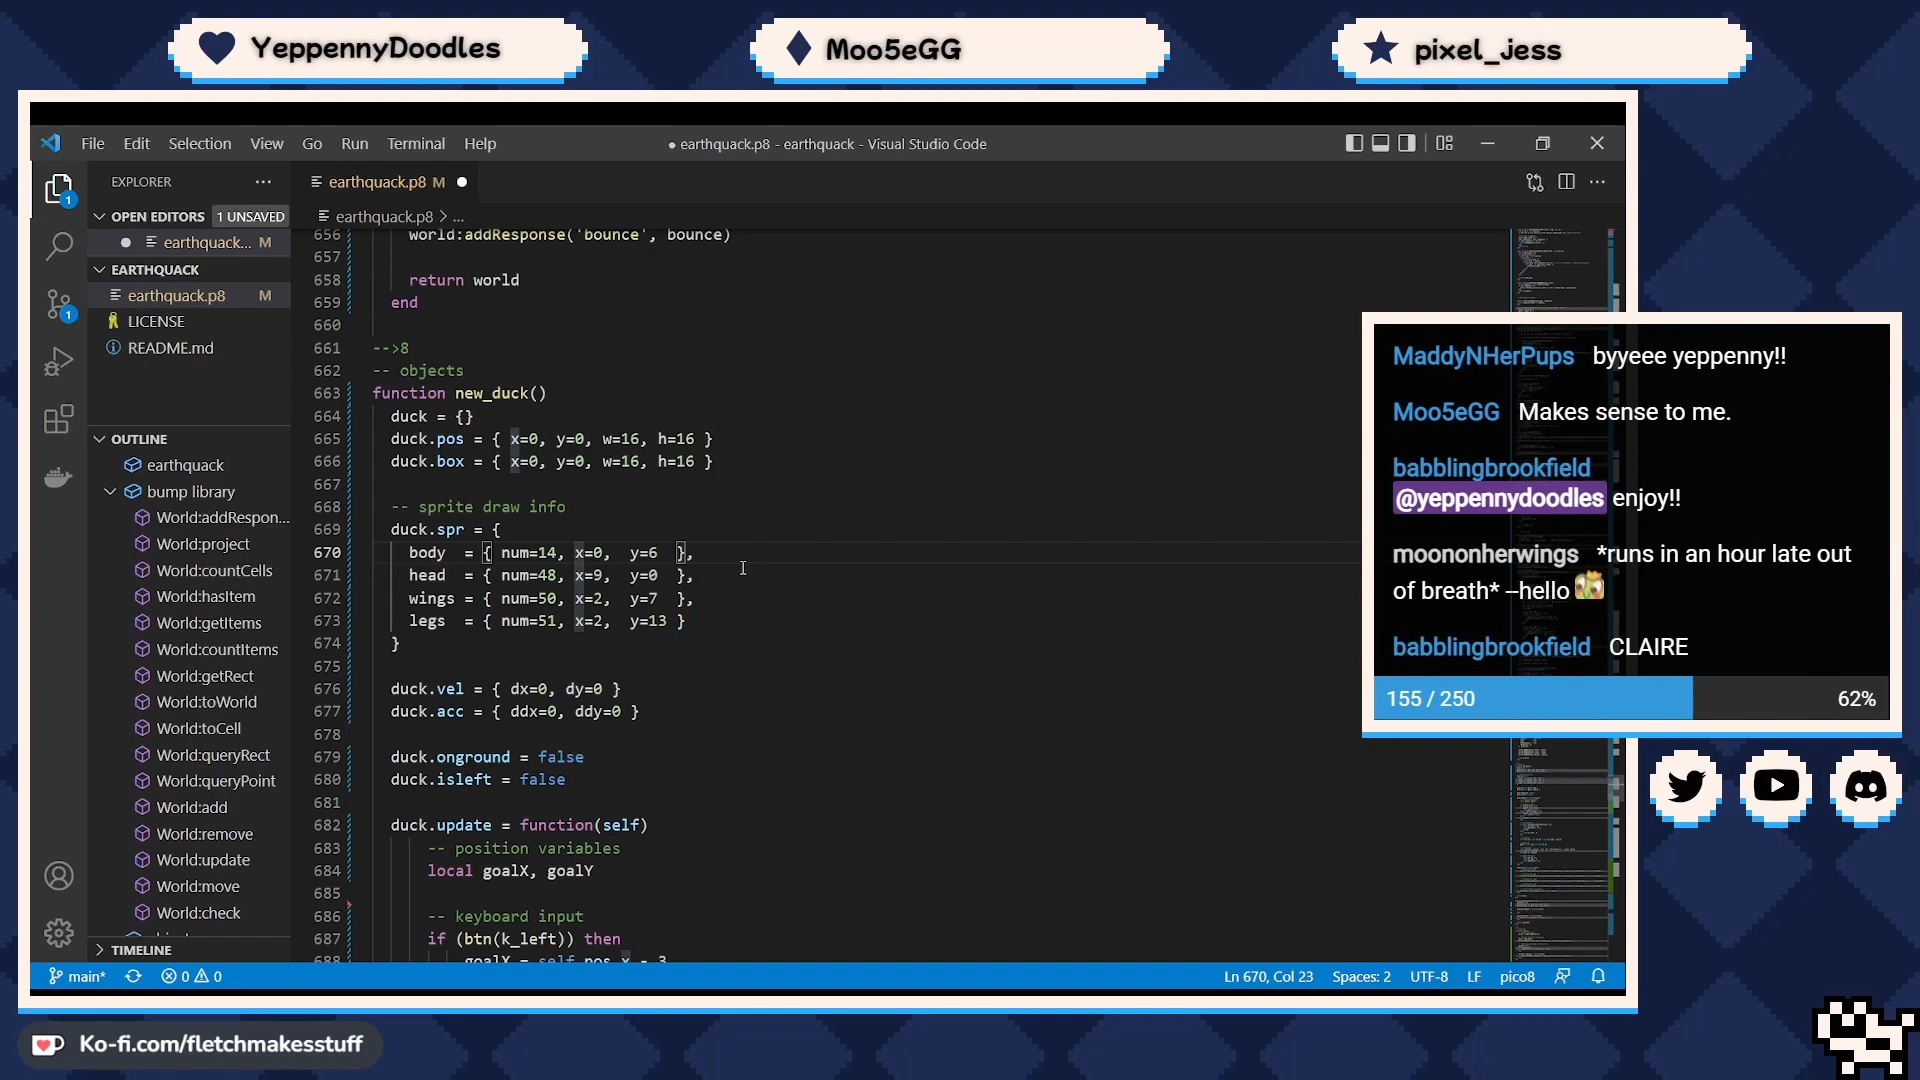 YeppennyDoodles
Moo5eGG
pixel_jess
File Edit Selection View Go Run Terminal Help
● earthquack.p8 - earthquack - Visual Studio Code
EXPLORER
OPEN EDITORS 1 UNSAVED
earthquack... M
EARTHQUACK
earthquack.p8 M
LICENSE
README.md
OUTLINE
earthquack
bump library
World:addRespon...
World:project
World:countCells
World:hasItem
World:getItems
World:countItems
World:getRect
World:toWorld
World:toCell
World:queryRect
World:queryPoint
World:add
World:remove
World:update
World:move
World:check
TIMELINE
1
1
earthquack.p8 M
earthquack.p8 > ...
656 world:addResponse('bounce', bounce)
657
658 return world
659 end
660
661 -->8
662 -- objects
663 function new_duck()
664 duck = {}
665 duck.pos = { x=0, y=0, w=16, h=16 }
666 duck.box = { x=0, y=0, w=16, h=16 }
667
668 -- sprite draw info
669 duck.spr = {
670 body = { num=14, x=0, y=6 },
671 head = { num=48, x=9, y=0 },
672 wings = { num=50, x=2, y=7 },
673 legs = { num=51, x=2, y=13 }
674 }
675
676 duck.vel = { dx=0, dy=0 }
677 duck.acc = { ddx=0, ddy=0 }
678
679 duck.onground = false
680 duck.isleft = false
681
682 duck.update = function(self)
683 -- position variables
684 local goalX, goalY
685
686 -- keyboard input
687 if (btn(k_left)) then
688 goalX = self.pos.x - 3
MaddyNHerPups byyeee yeppenny!!
Moo5eGG Makes sense to me.
babblingbrookfield
@yeppennydoodles enjoy!!
moononherwings *runs in an hour late out
of breath* --hello
babblingbrookfield CLAIRE
155 / 250 62%
main* 0 0
Ln 670, Col 23 Spaces: 2 UTF-8 LF pico8
Ko-fi.com/fletchmakesstuff